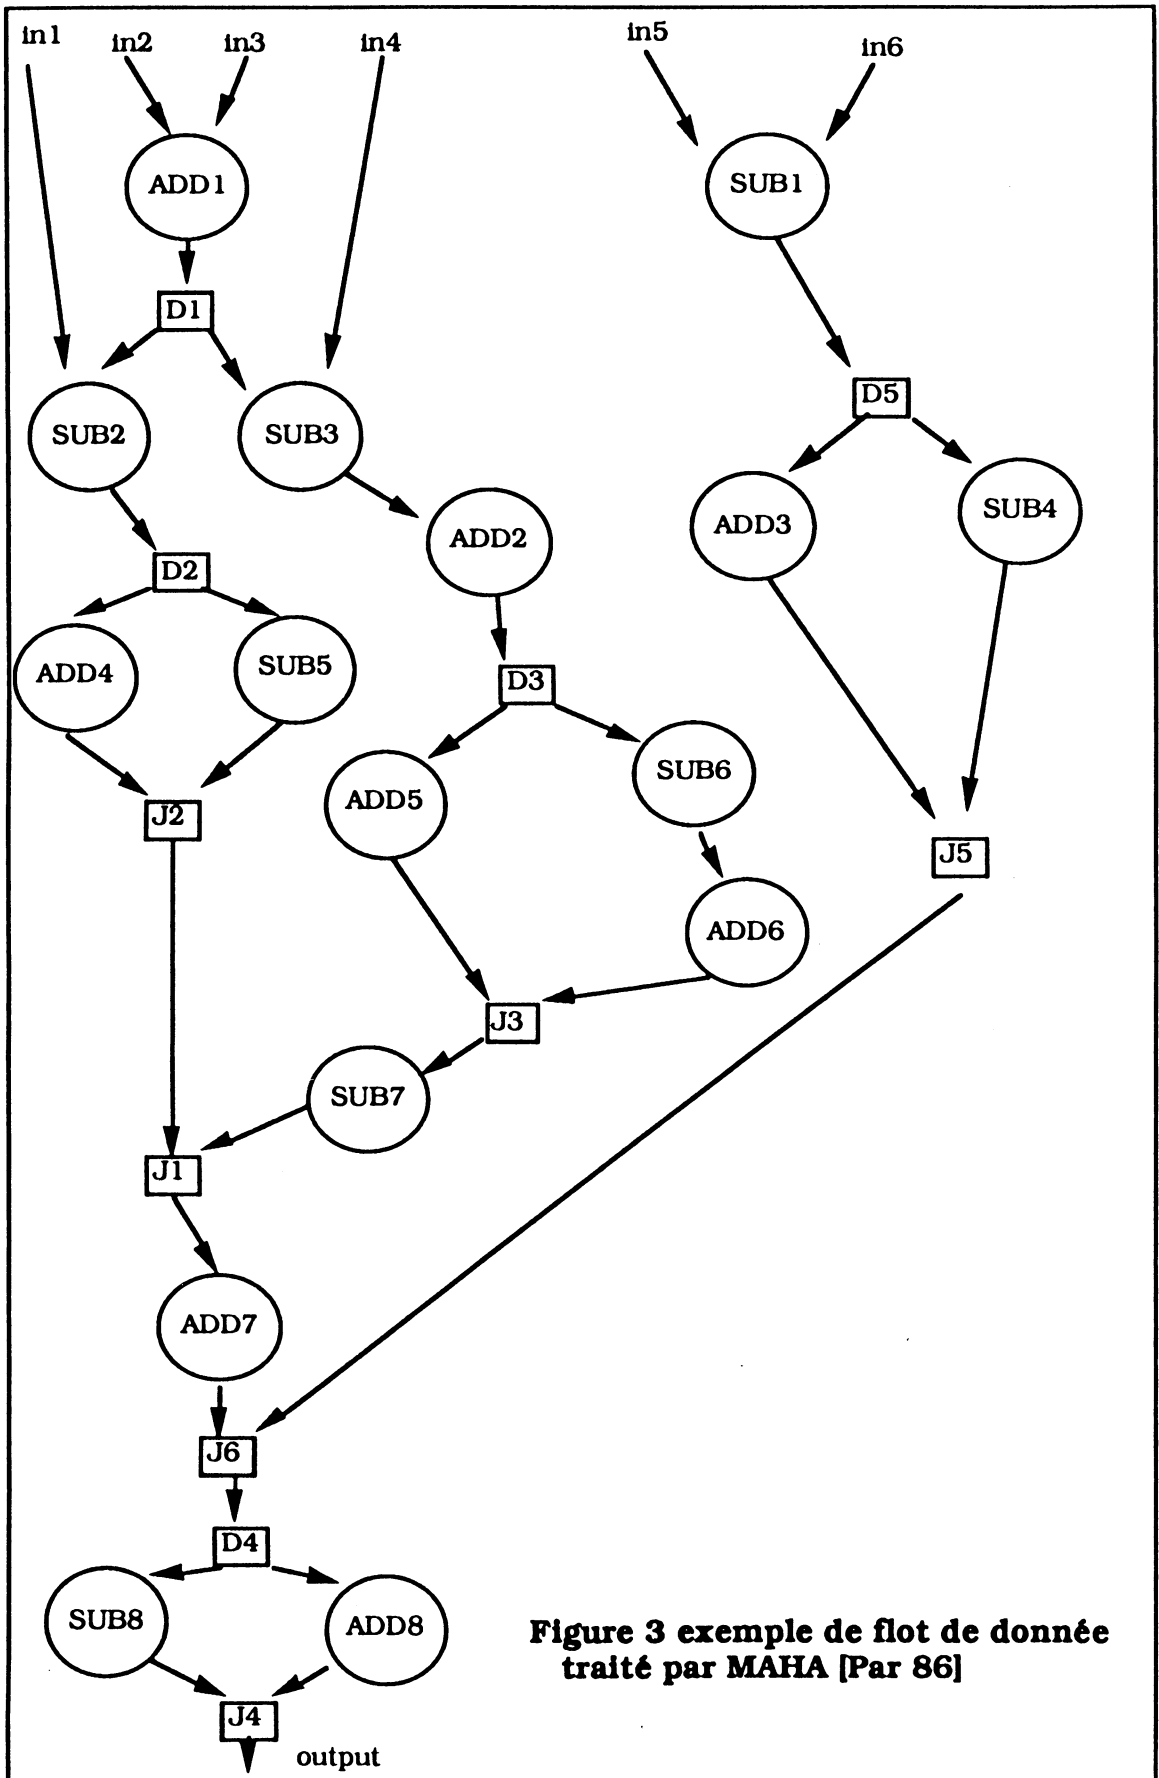 in1
in2
in3
in4
in5
in6
ADD1
SUB1
D1
D5
SUB2
SUB3
ADD2
ADD3
SUB4
D2
ADD4
SUB5
D3
ADD5
SUB6
J2
J5
ADD6
J3
SUB7
J1
ADD7
J6
D4
SUB8
ADD8
Figure 3 exemple de flot de donnée
traité par MAHA [Par 86]
J4
output